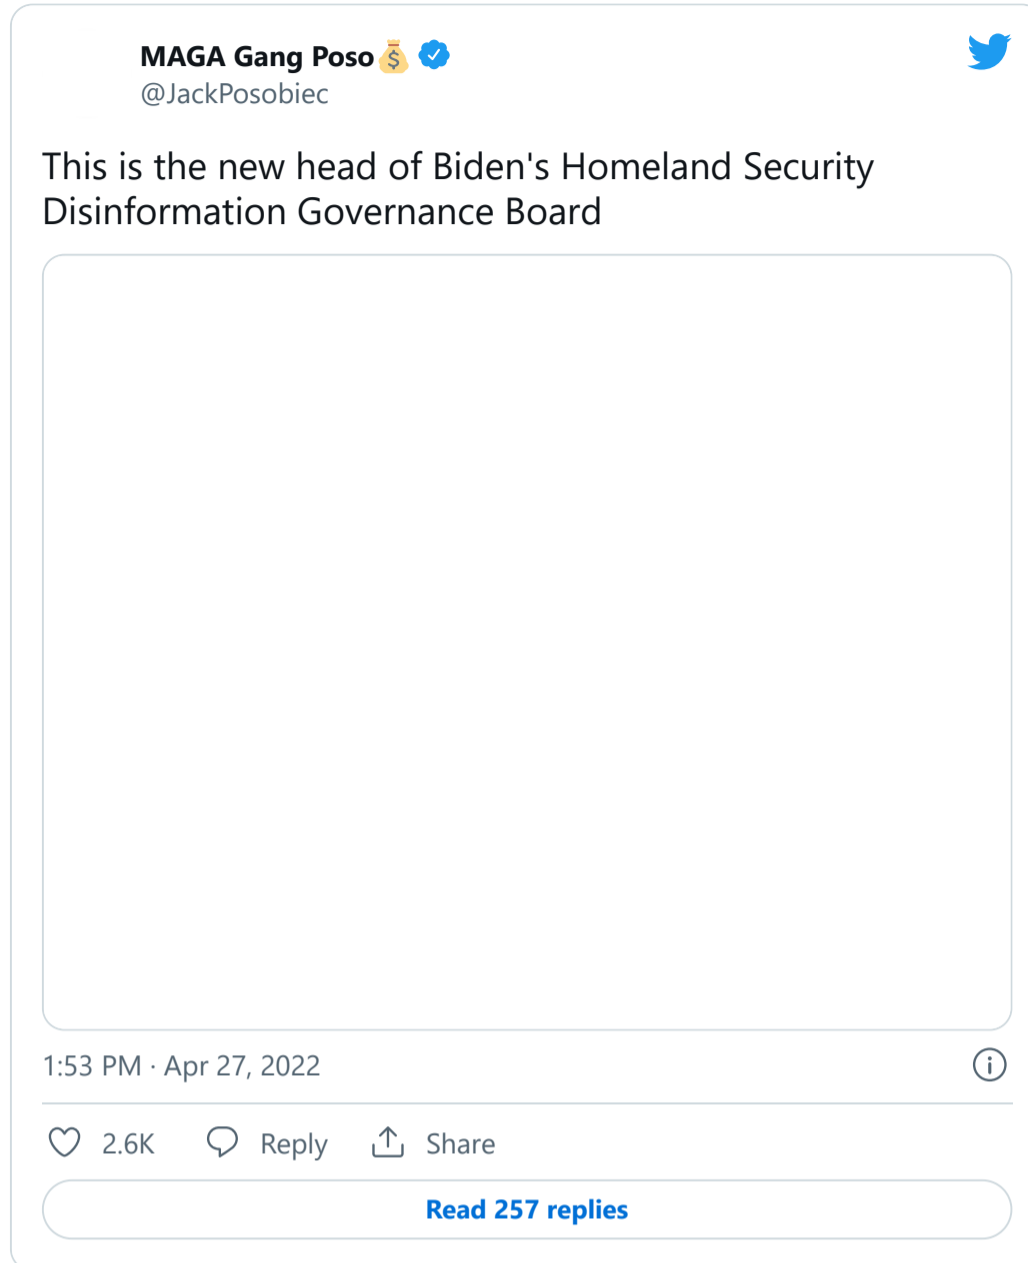 MAGA Gang Poso💰
@JackPosobiec
This is the new head of Biden's Homeland Security
Disinformation Governance Board
1:53 PM · Apr 27, 2022
2.6K Reply Share
Read 257 replies